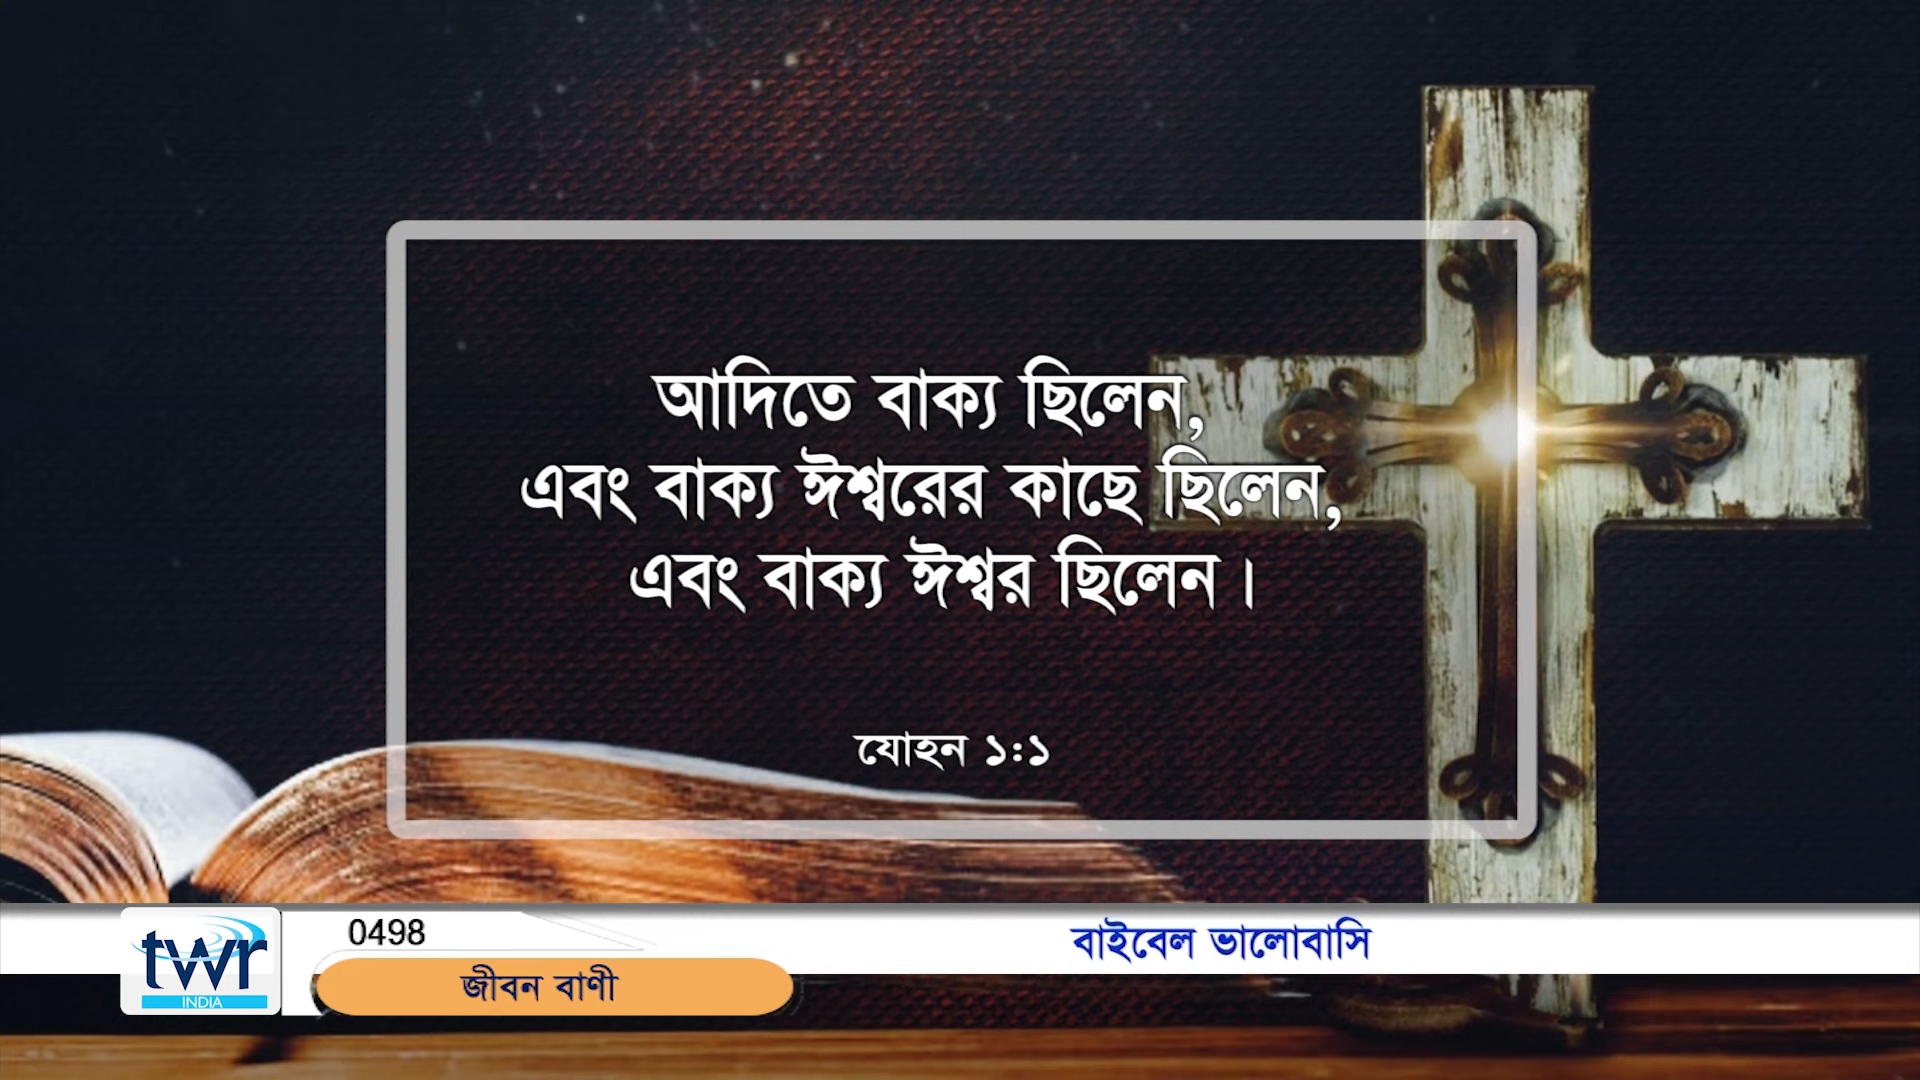 আদিতে বাক্য ছিলেন,
এবং বাক্য ঈশ্বরের কাছে ছিলেন,
এবং বাক্য ঈশ্বর ছিলেন।
যোহন ১:১
twr
INDIA
0498
জীবন বাণী
বাইবেল ভালোবাসি